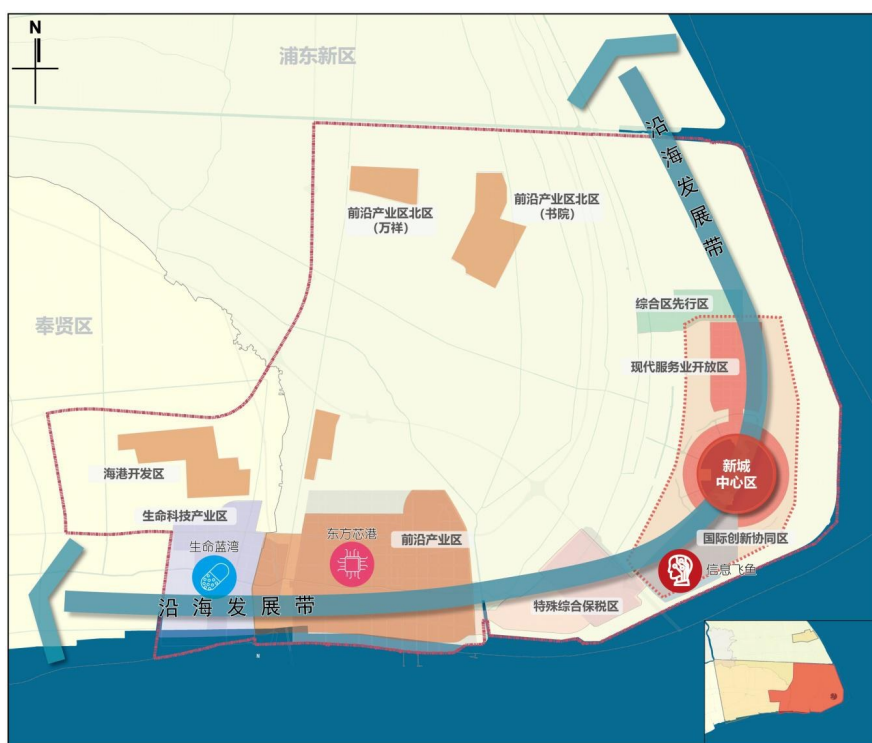 N
浦东新区
沿海发展带
前沿产业区北区
(万祥)
前沿产业区北区
(书院)
综合区先行区
奉贤区
现代服务业开放区
新城
中心区
海港开发区
生命科技产业区
东方芯港
前沿产业区
国际创新协同区
生命蓝湾
信息飞鱼
沿海发展带
特殊综合保税区
N